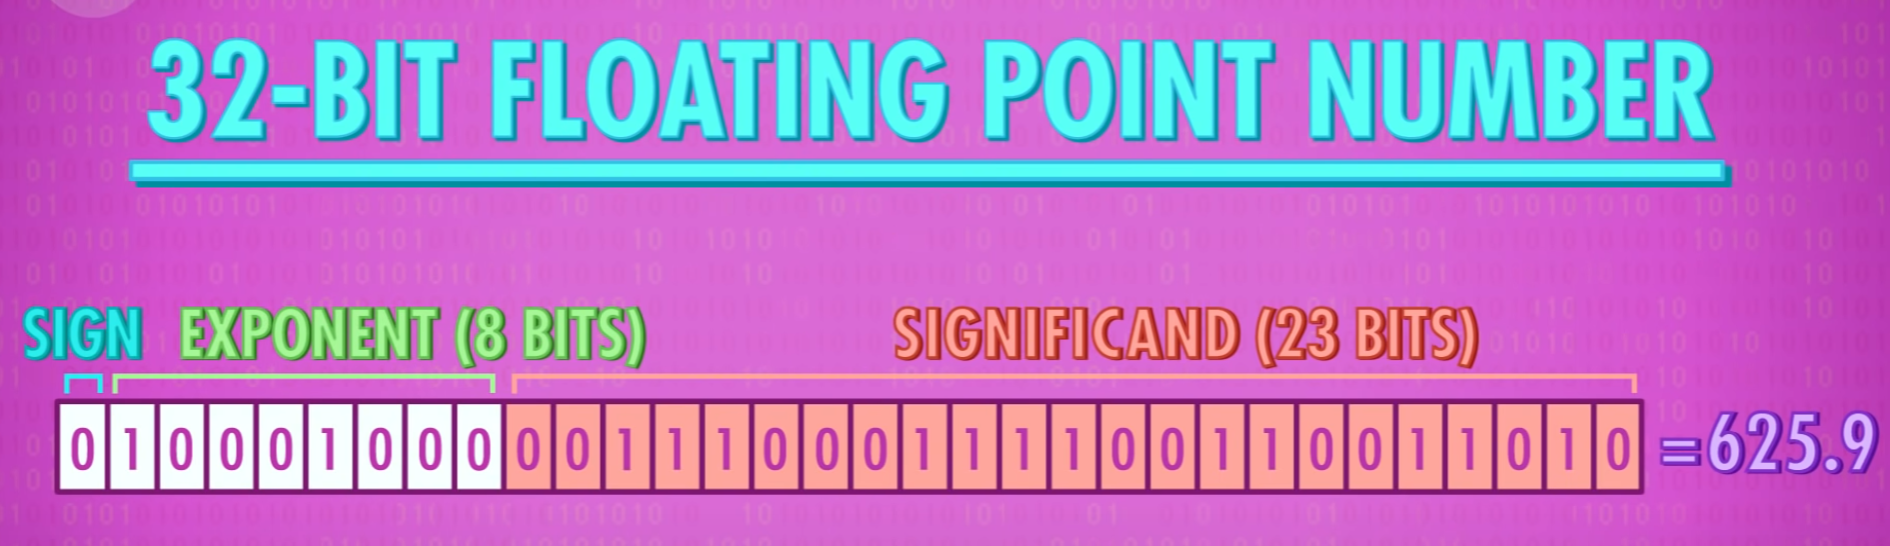 32-BIT FLOATING POINT NUMBER
SIGN EXPONENT (8 BITS) SIGNIFICAND (23 BITS)
0 1 0 0 0 1 0 0 0 0 0 1 1 1 0 0 0 1 1 1 1 0 0 1 1 0 0 1 1 0 1 0 =625.9